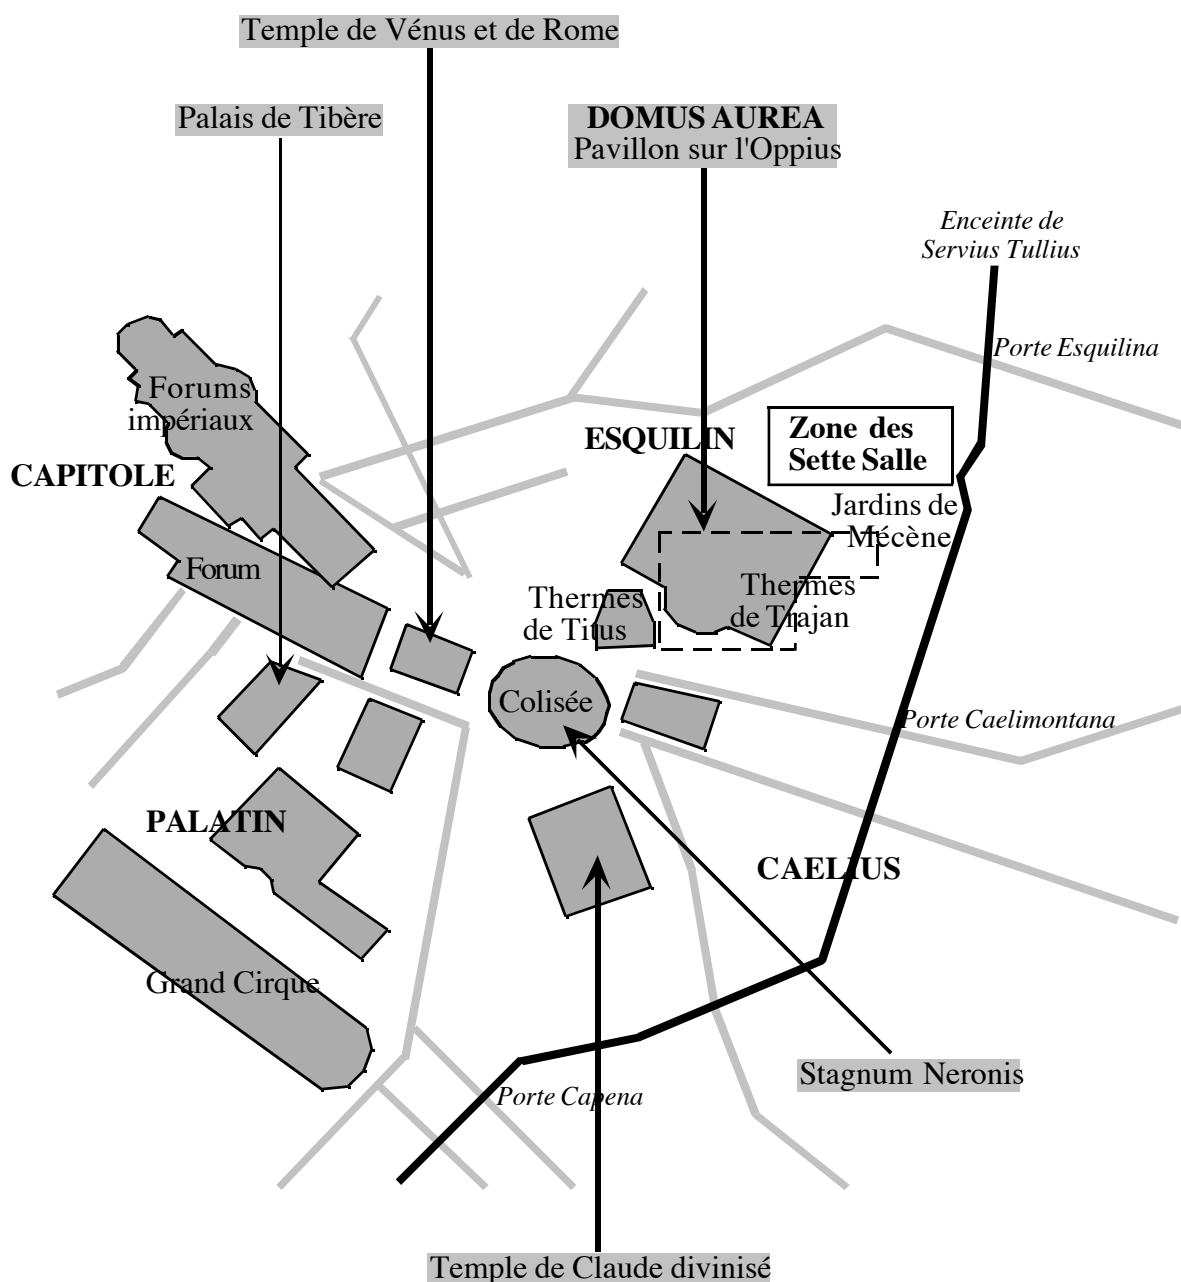 Temple de Vénus et de Rome
Palais de Tibère
DOMUS AUREA
Pavillon sur l'Oppius
Enceinte de
Servius Tullius
Porte Esquilina
Forums
impériaux
ESQUILIN
Zone des
Sette Salle
CAPITOLE
Jardins de
Mécène
Forum
Thermes
de Trajan
Thermes
de Titus
Colisée
Porte Caelimontana
PALATIN
CAELIUS
Grand Cirque
Stagnum Neronis
Porte Capena
Temple de Claude divinisé